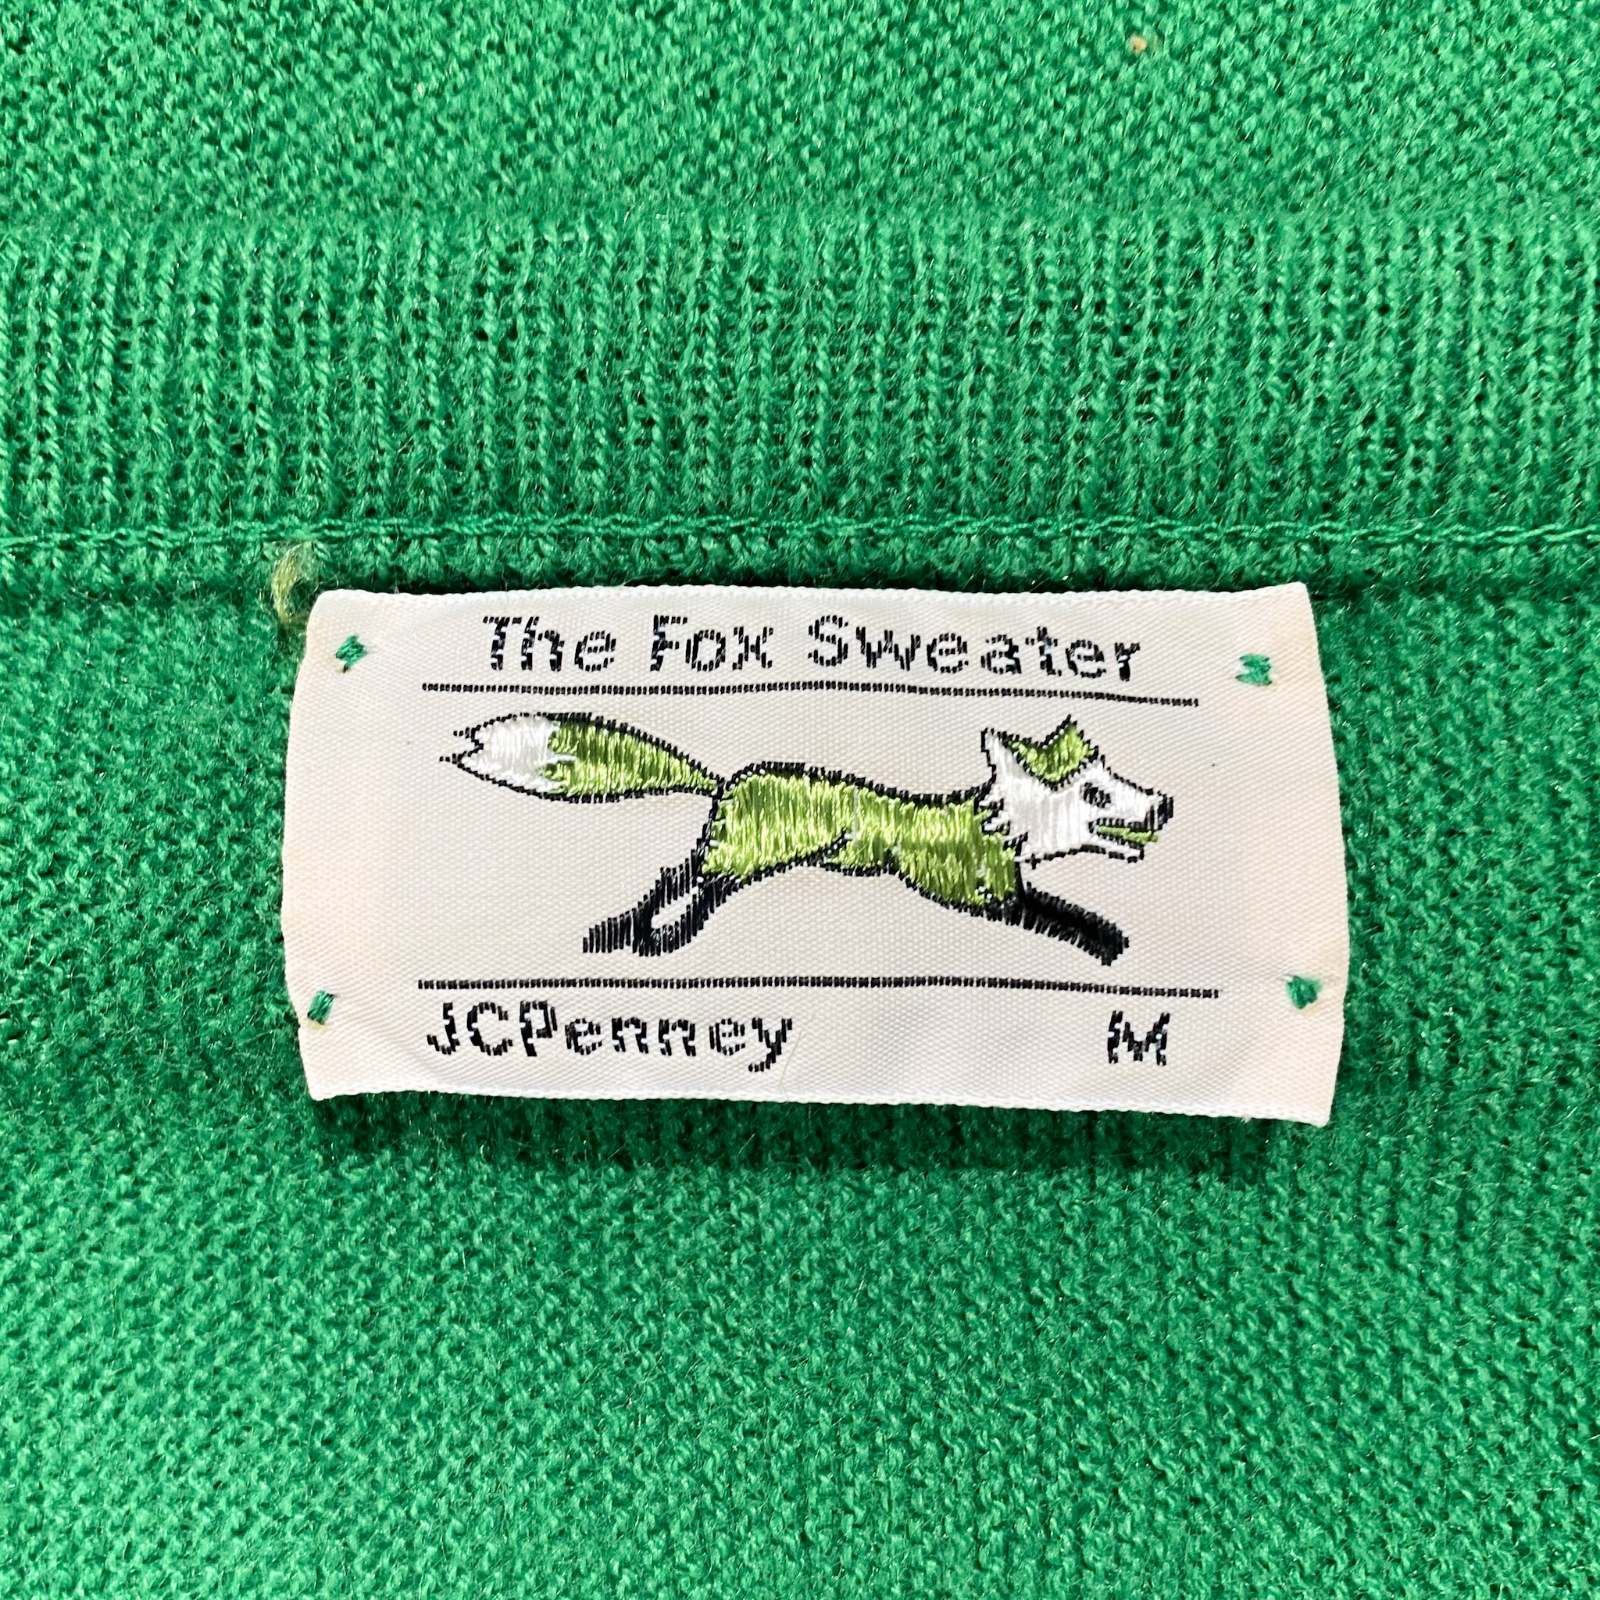 The Fox Sweater
JCPenney M